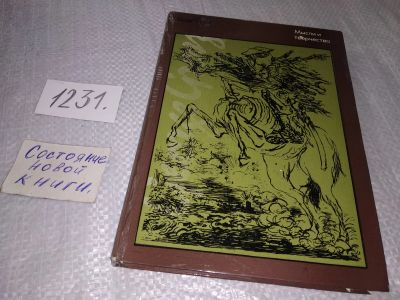 Мысли и
творчество
1231.
Состояние
новой
книги.